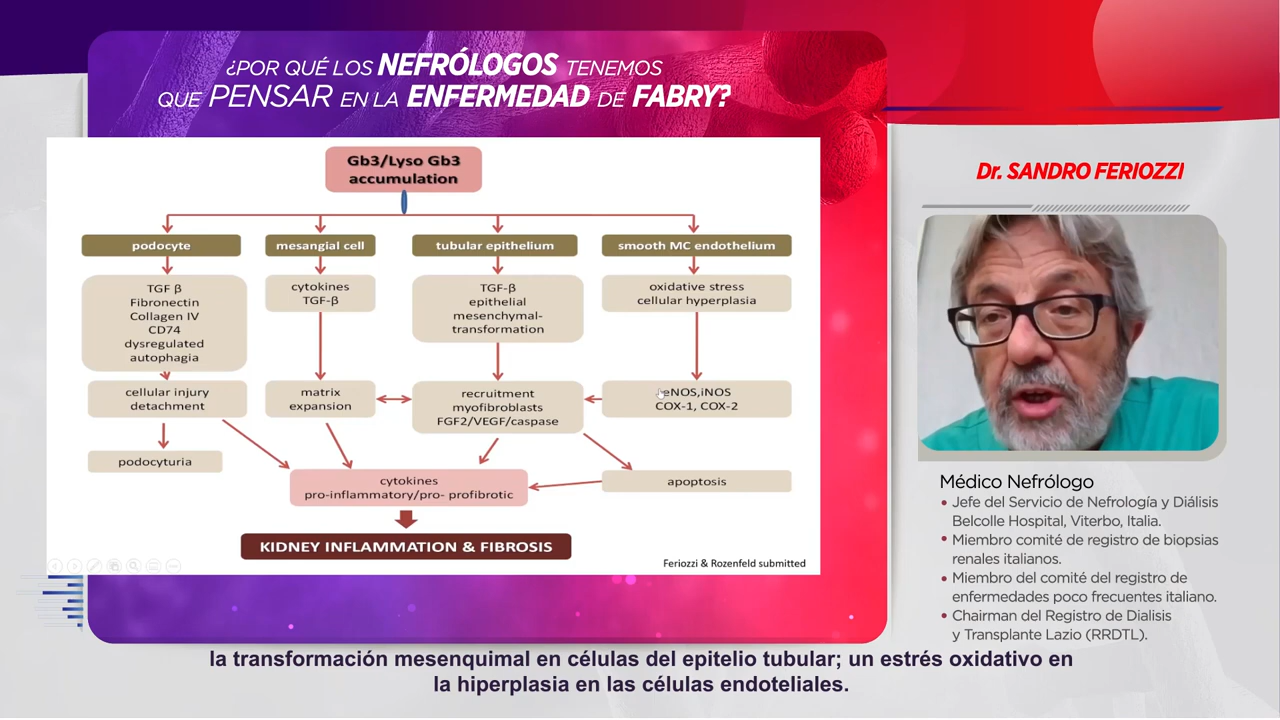 ¿POR QUÉ LOS NEFRÓLOGOS TENEMOS
QUE PENSAR EN LA ENFERMEDAD DE FABRY?
Gb3/Lyso Gb3
accumulation
podocyte
mesangial cell
tubular epithelium
smooth MC endothelium
TGF β
Fibronectin
Collagen IV
CD74
dysregulated
autophagia
cytokines
TGF-β
TGF-β
epithelial
mesenchymal-
transformation
oxidative stress
cellular hyperplasia
cellular injury
detachment
matrix
expansion
recruitment
myofibroblasts
FGF2/VEGF/caspase
eNOS,iNOS
COX-1, COX-2
podocyturia
cytokines
pro-inflammatory/pro- profibrotic
apoptosis
KIDNEY INFLAMMATION & FIBROSIS
Feriozzi & Rozenfeld submitted
Dr. SANDRO FERIOZZI
Médico Nefrólogo
• Jefe del Servicio de Nefrología y Diálisis
Belcolle Hospital, Viterbo, Italia.
• Miembro comité de registro de biopsias
renales italianos.
• Miembro del comité del registro de
enfermedades poco frecuentes italiano.
• Chairman del Registro de Dialisis
y Transplante Lazio (RRDTL).
la transformación mesenquimal en células del epitelio tubular; un estrés oxidativo en
la hiperplasia en las células endoteliales.